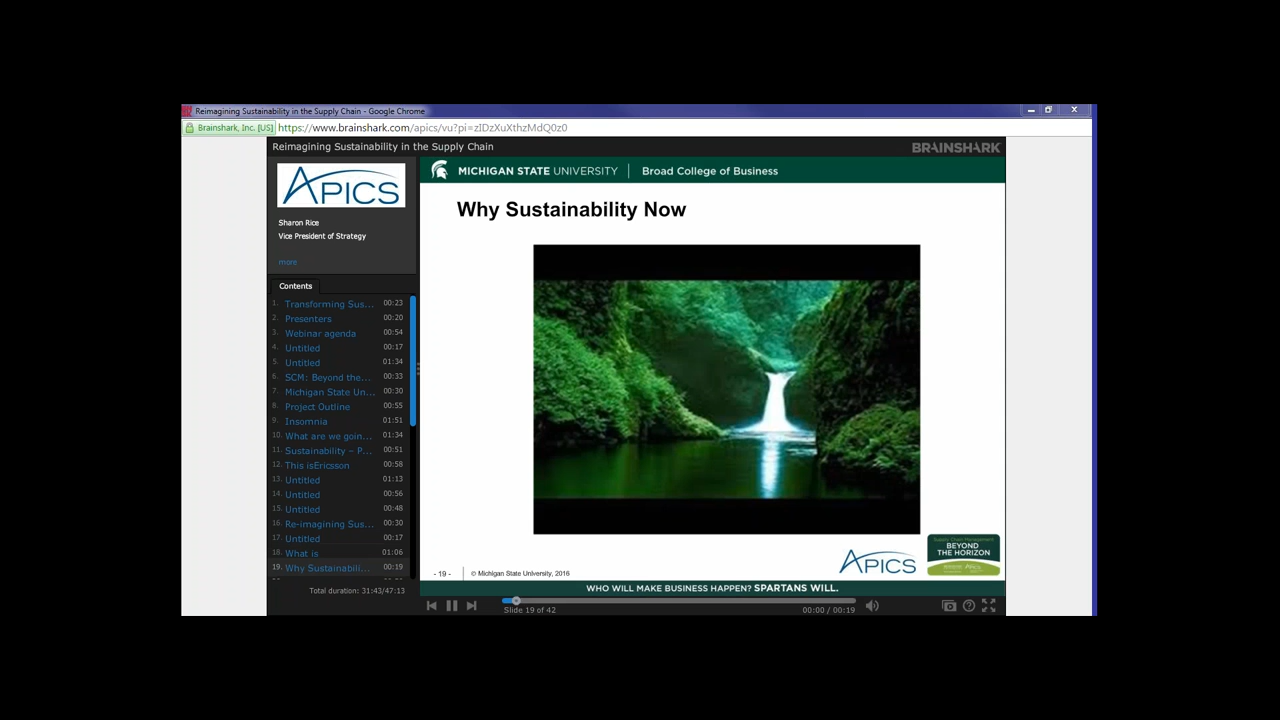 Reimagining Sustainability in the Supply Chain - Google Chrome
Brainshark, Inc. [US] https://www.brainshark.com/apics/vu?pi=zIDzXuXthzMdQ0z0
Reimagining Sustainability in the Supply Chain
BRAINSHARK
APICS
Sharon Rice
Vice President of Strategy
more
Contents
1. Transforming Sus... 00:23
2. Presenters 00:20
3. Webinar agenda 00:54
4. Untitled 00:17
5. Untitled 01:34
6. SCM: Beyond the... 00:33
7. Michigan State Un... 00:30
8. Project Outline 00:55
9. Insomnia 01:51
10. What are we goin... 01:34
11. Sustainability – P... 00:51
12. This isEricsson 00:58
13. Untitled 01:13
14. Untitled 00:56
15. Untitled 00:48
16. Re-imagining Sus... 00:30
17. Untitled 00:17
18. What is 01:06
19. Why Sustainabili... 00:19
Total duration: 31:43/47:13
MICHIGAN STATE UNIVERSITY | Broad College of Business
Why Sustainability Now
APICS
Supply Chain Management
BEYOND
THE HORIZON
- 19 - © Michigan State University, 2016
WHO WILL MAKE BUSINESS HAPPEN? SPARTANS WILL.
Slide 19 of 42
00:00 / 00:19